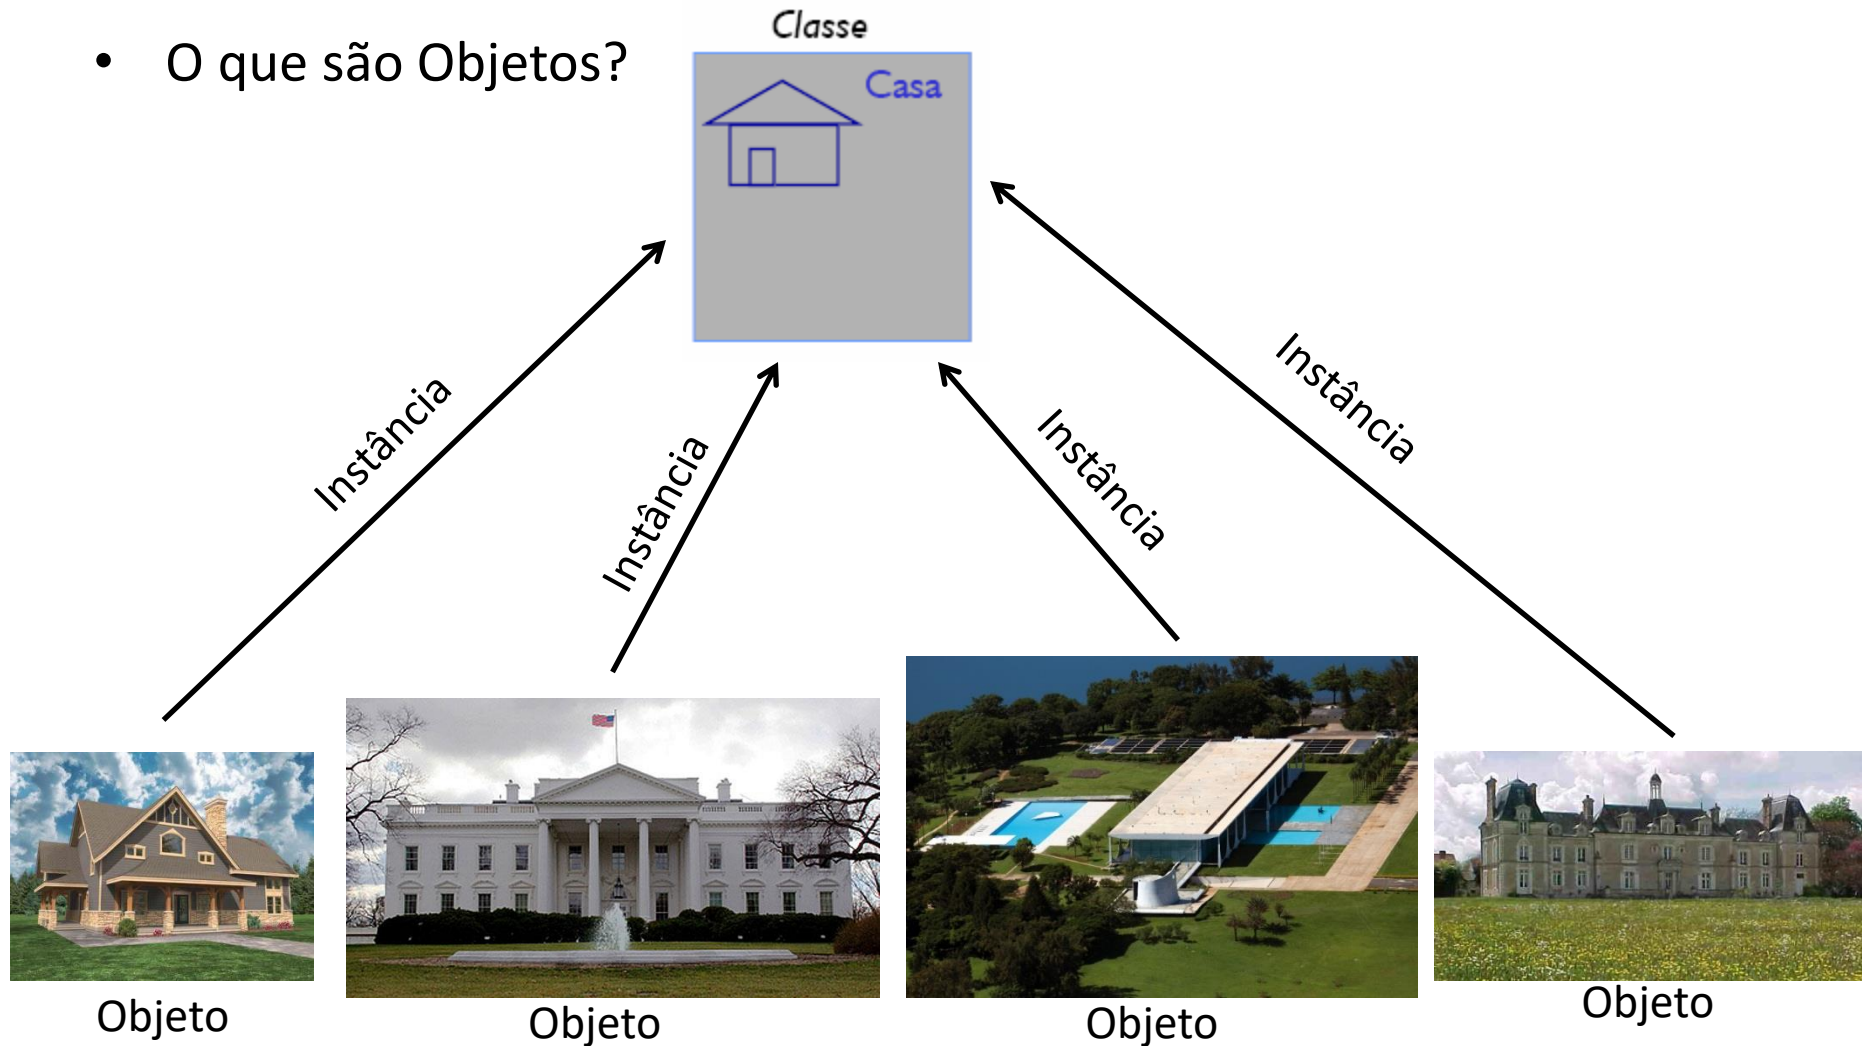 • O que são Objetos?
Classe
Casa
Instância
Instância
Instância
Instância
Objeto
Objeto
Objeto
Objeto